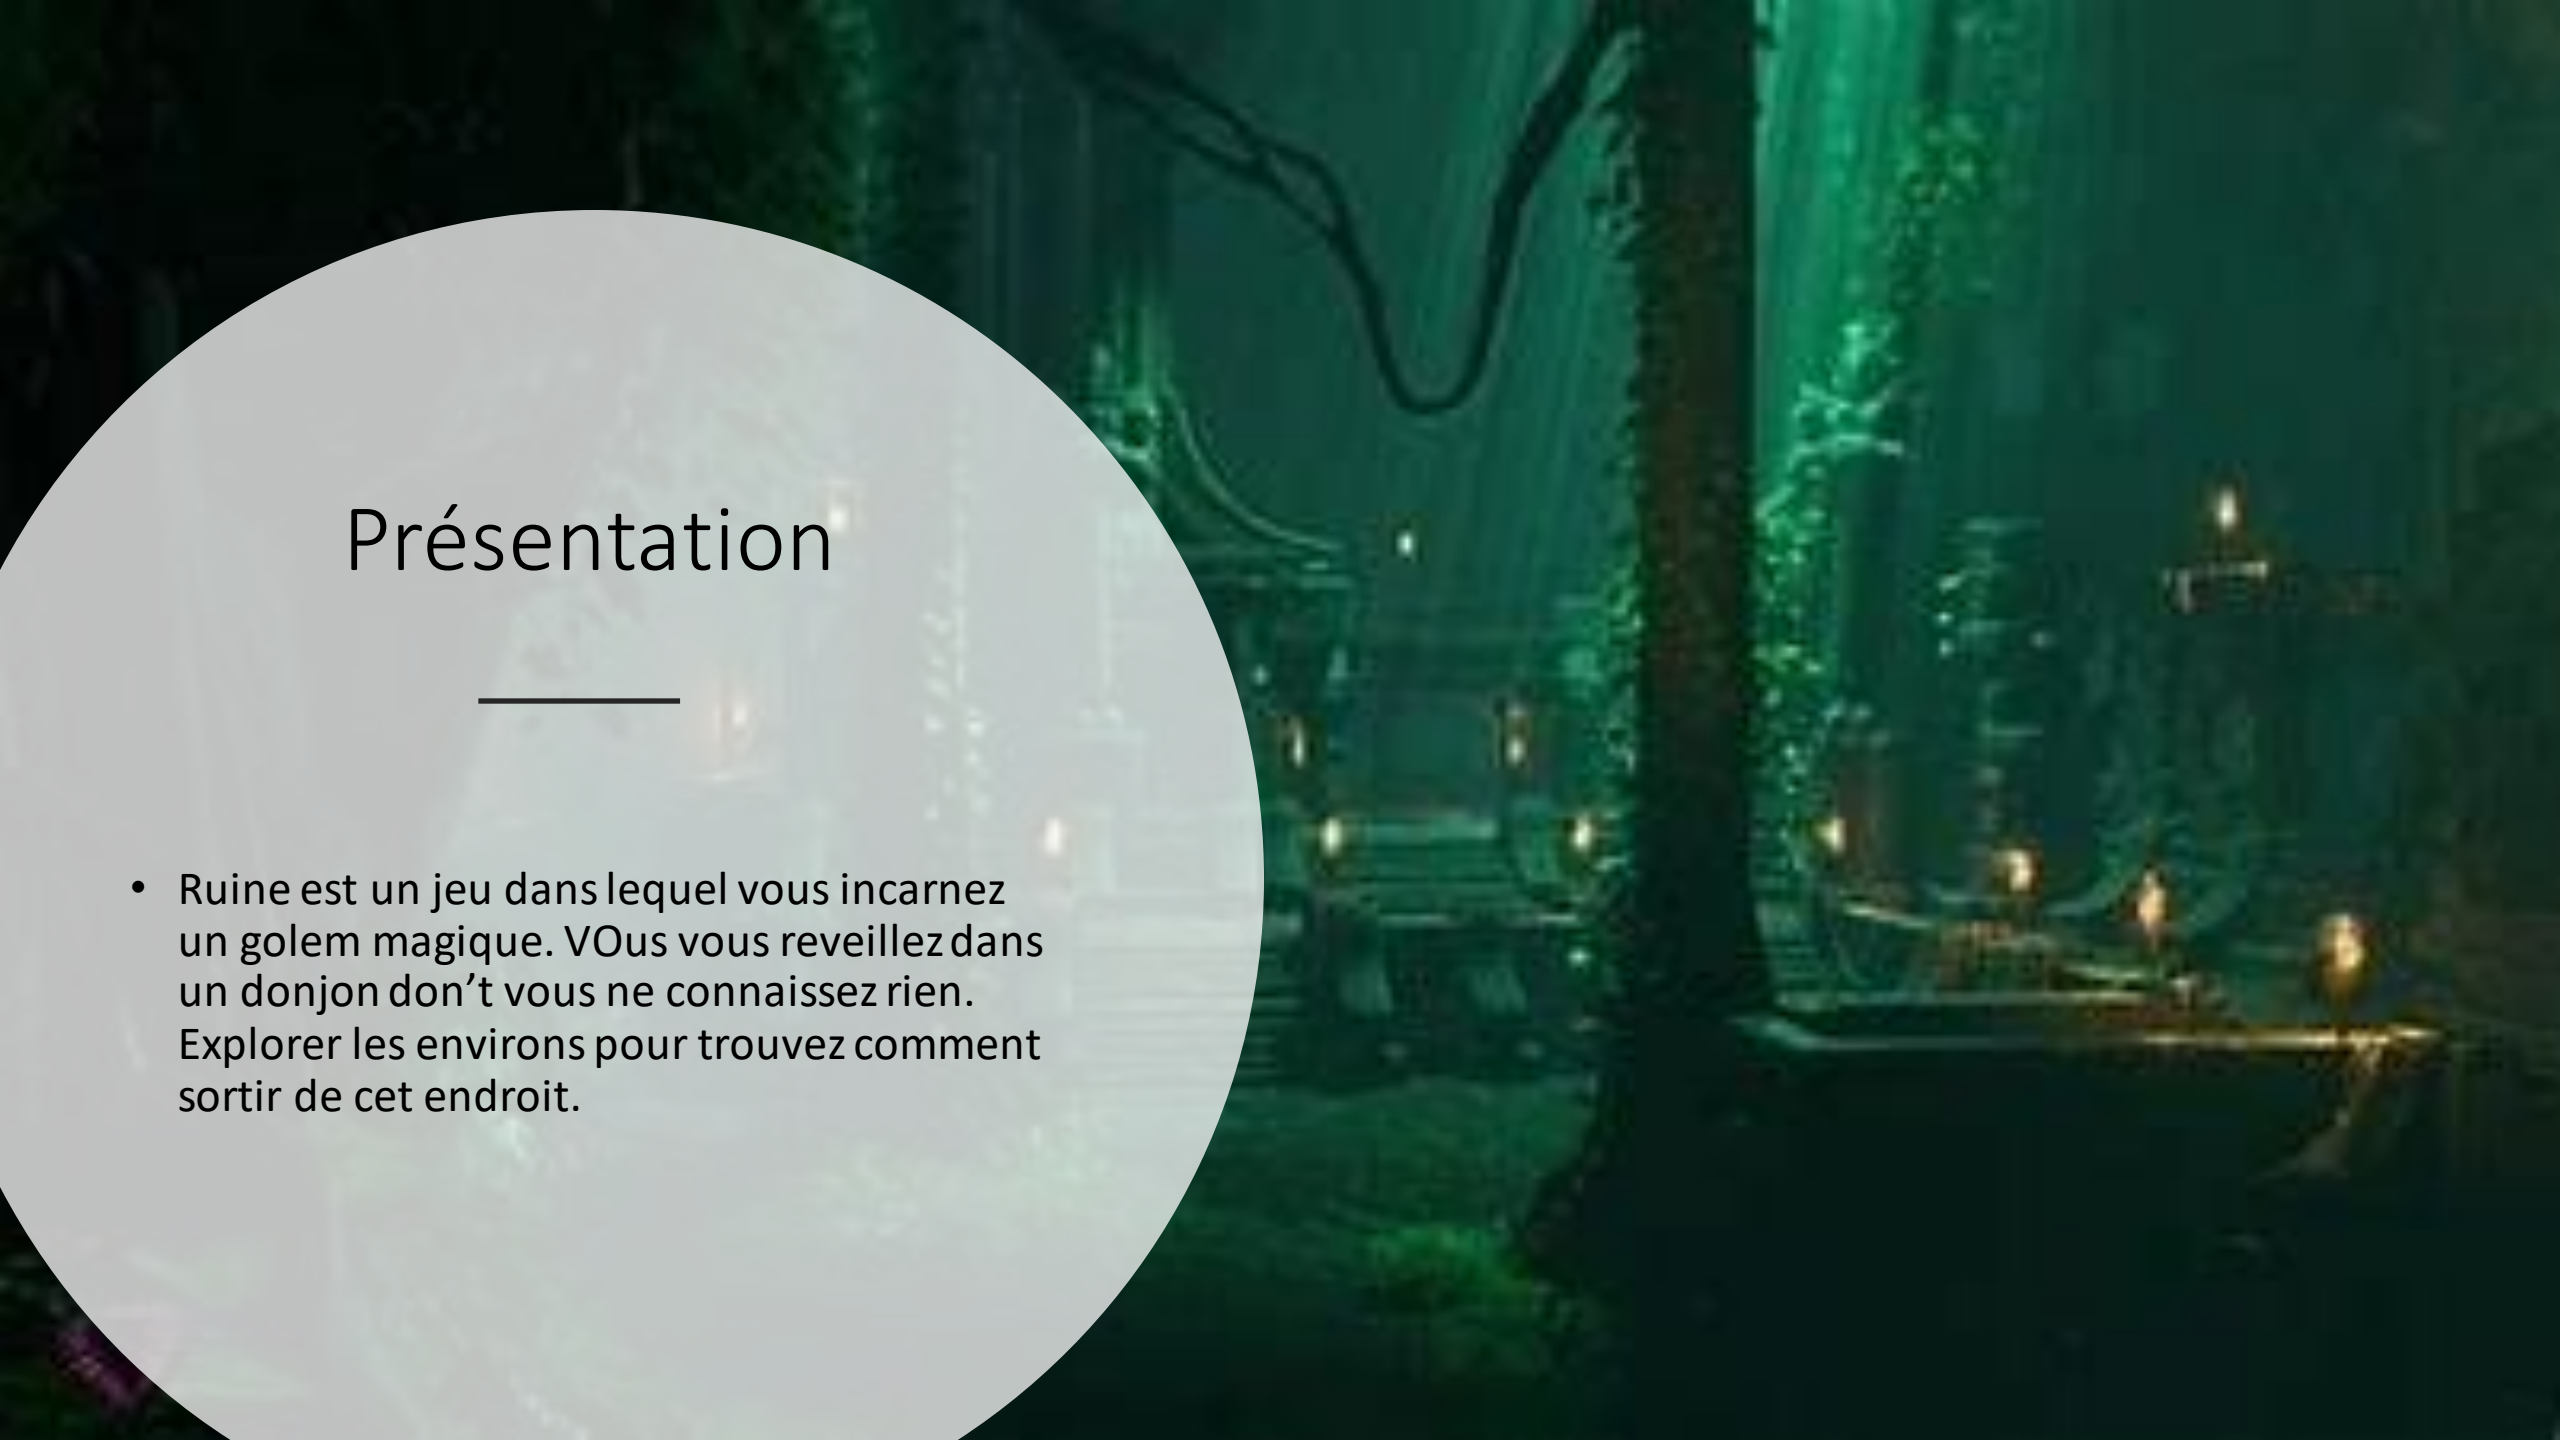 Présentation
• Ruine est un jeu dans lequel vous incarnez
un golem magique. VOus vous reveillez dans
un donjon don’t vous ne connaissez rien.
Explorer les environs pour trouvez comment
sortir de cet endroit.